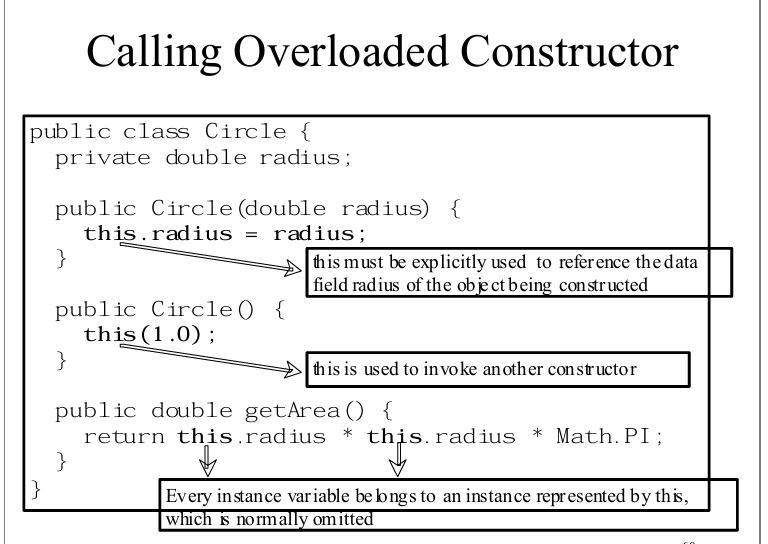 Calling Overloaded Constructor
public class Circle {
private double radius;
public Circle(double radius) {
this.radius = radius;
}
this must be explicitly used to reference the data
field radius of the object being constructed
public Circle() {
this(1.0);
}
this is used to invoke another constructor
public double getArea() {
return this.radius * this.radius * Math.PI;
}
}
Every instance variable belongs to an instance represented by this,
which is normally omitted